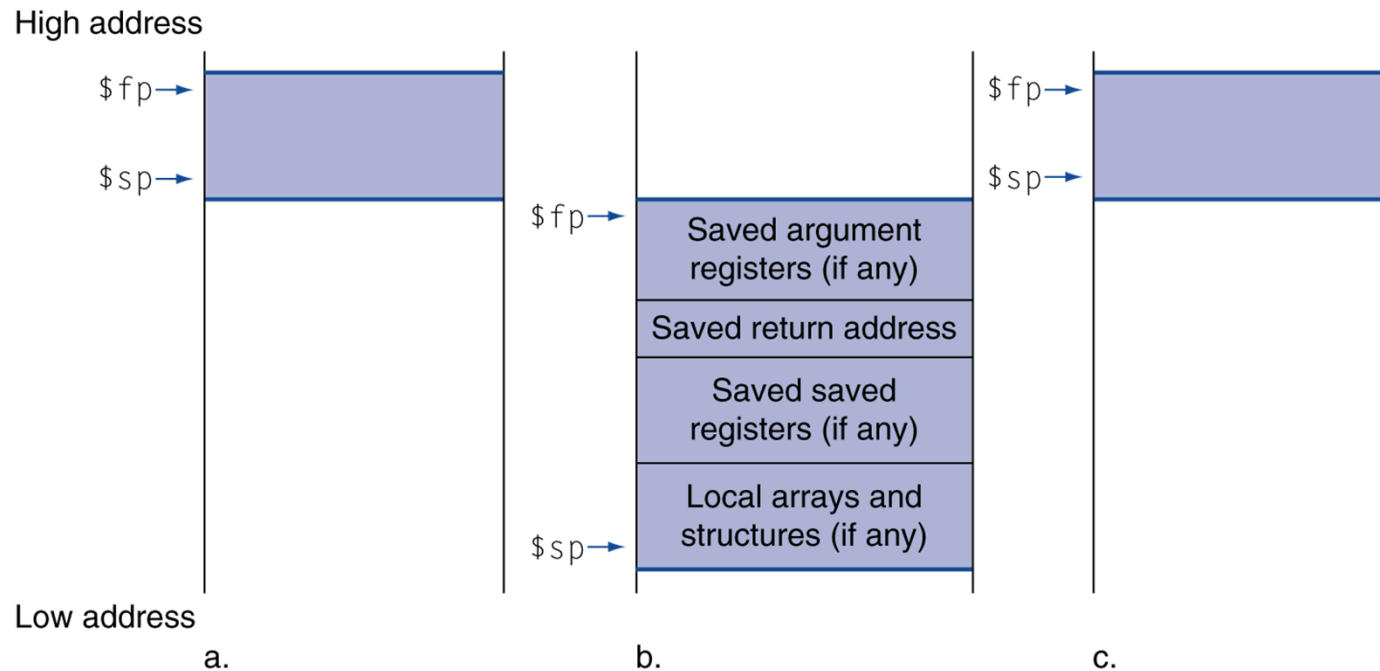 High address
$fp
$sp
$fp
$sp
$fp
Saved argument
registers (if any)
Saved return address
Saved saved
registers (if any)
Local arrays and
structures (if any)
$sp
Low address
a.
b.
c.